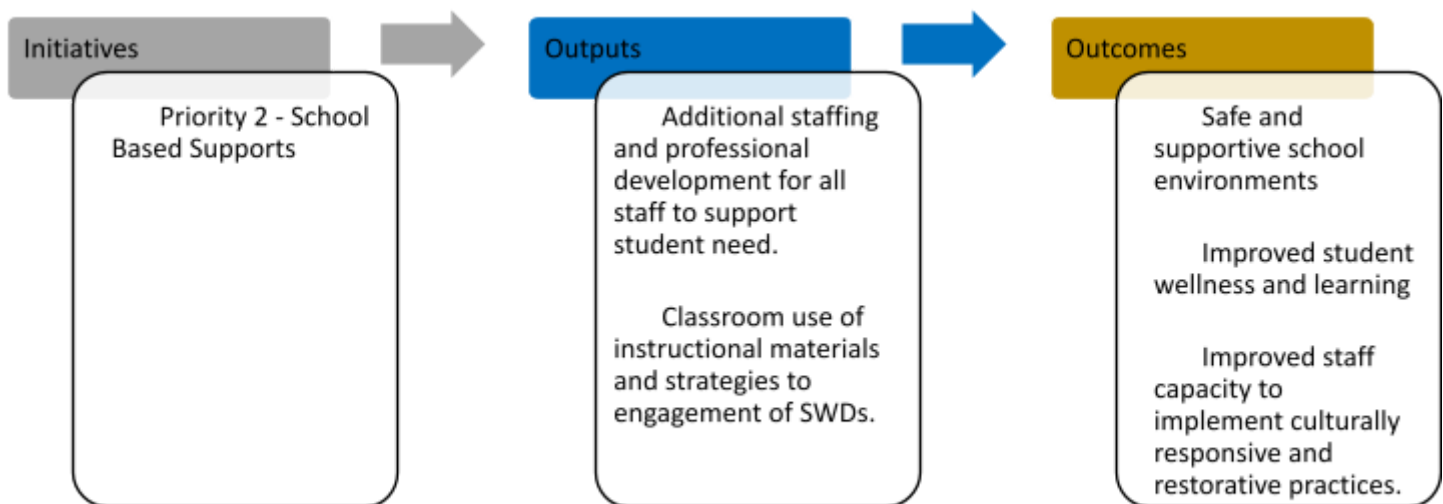 Initiatives
Priority 2 - School
Based Supports
Outputs
Additional staffing
and professional
development for all
staff to support
student need.
Classroom use of
instructional materials
and strategies to
engagement of SWDs.
Outcomes
Safe and
supportive school
environments
Improved student
wellness and learning
Improved staff
capacity to
implement culturally
responsive and
restorative practices.